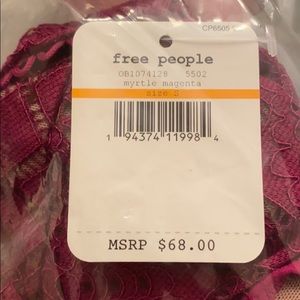 CP6505
free people
OB1074128 5502
myrtle magenta
size S
1 94374 11998 4
MSRP $68.00